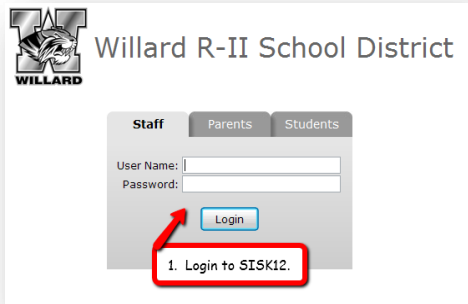 WILLARD
Willard R-II School District
Staff Parents Students
User Name:
Password:
Login
1. Login to SISK12.